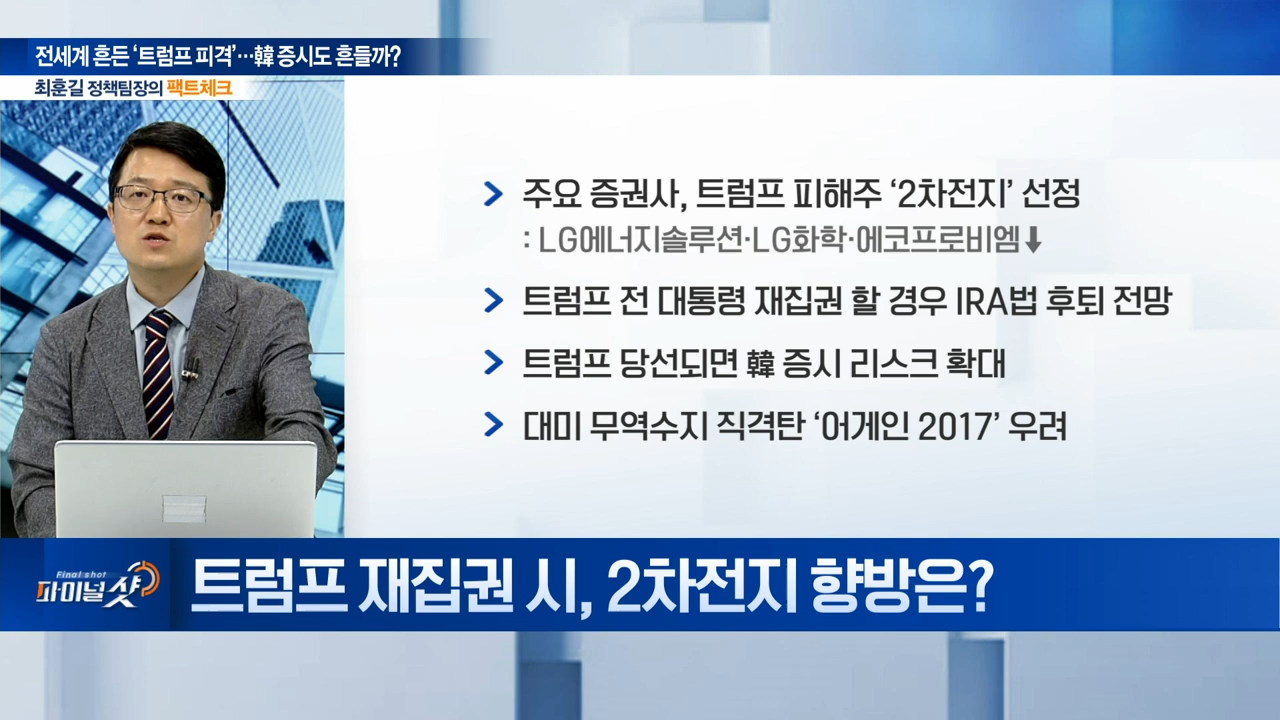 전세계 흔든 ‘트럼프 피격’…韓 증시도 흔들까?
최훈길 정책팀장의 팩트체크
주요 증권사, 트럼프 피해주 ‘2차전지’ 선정
: LG에너지솔루션·LG화학·에코프로비엠⬇
트럼프 전 대통령 재집권 할 경우 IRA법 후퇴 전망
트럼프 당선되면 韓 증시 리스크 확대
대미 무역수지 직격탄 ‘어게인 2017’ 우려
Final shot
파이널샷
트럼프 재집권 시, 2차전지 향방은?